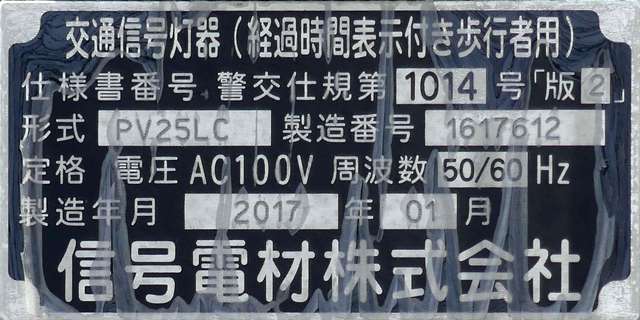 交通信号灯器(経過時間表示付き歩行者用)
仕様書番号 警交仕規第 1014 号「版2」
形式 PV25LC 製造番号 1617612
定格 電圧 AC100V 周波数 50/60 Hz
製造年月 2017 年 01 月
信号電材株式会社